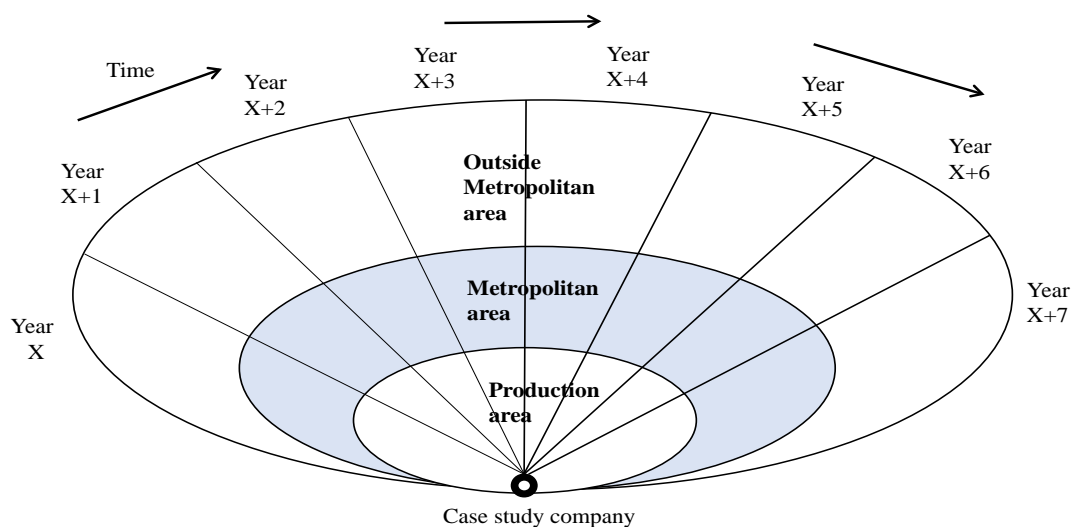 Time
Year
X
Year
X+1
Year
X+2
Year
X+3
Year
X+4
Year
X+5
Year
X+6
Year
X+7
Outside
Metropolitan
area
Metropolitan
area
Production
area
Case study company